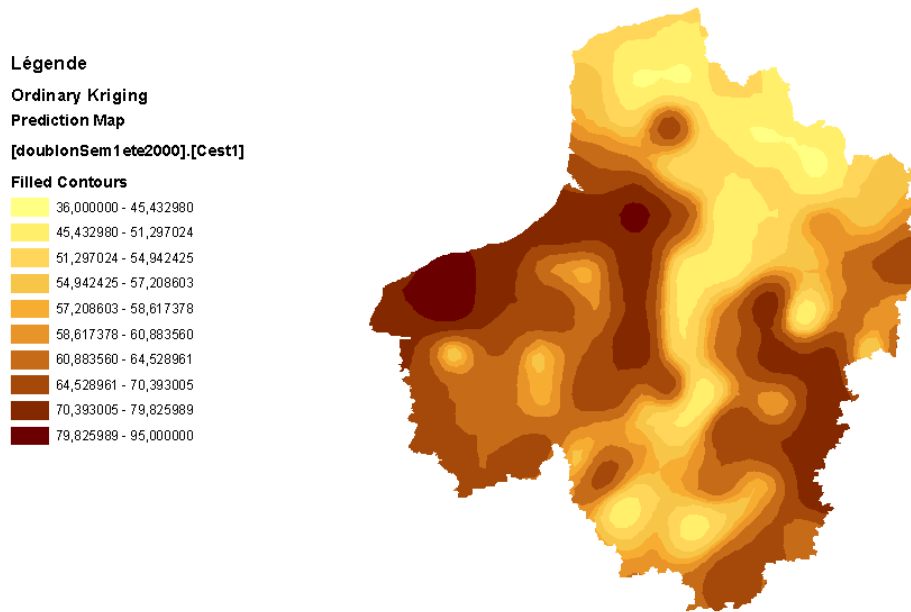 Légende
Ordinary Kriging
Prediction Map
[doublonSem1ete2000].[Cest1]
Filled Contours
36,000000 - 45,432980
45,432980 - 51,297024
51,297024 - 54,942425
54,942425 - 57,208603
57,208603 - 58,617378
58,617378 - 60,883560
60,883560 - 64,528961
64,528961 - 70,393005
70,393005 - 79,825989
79,825989 - 95,000000